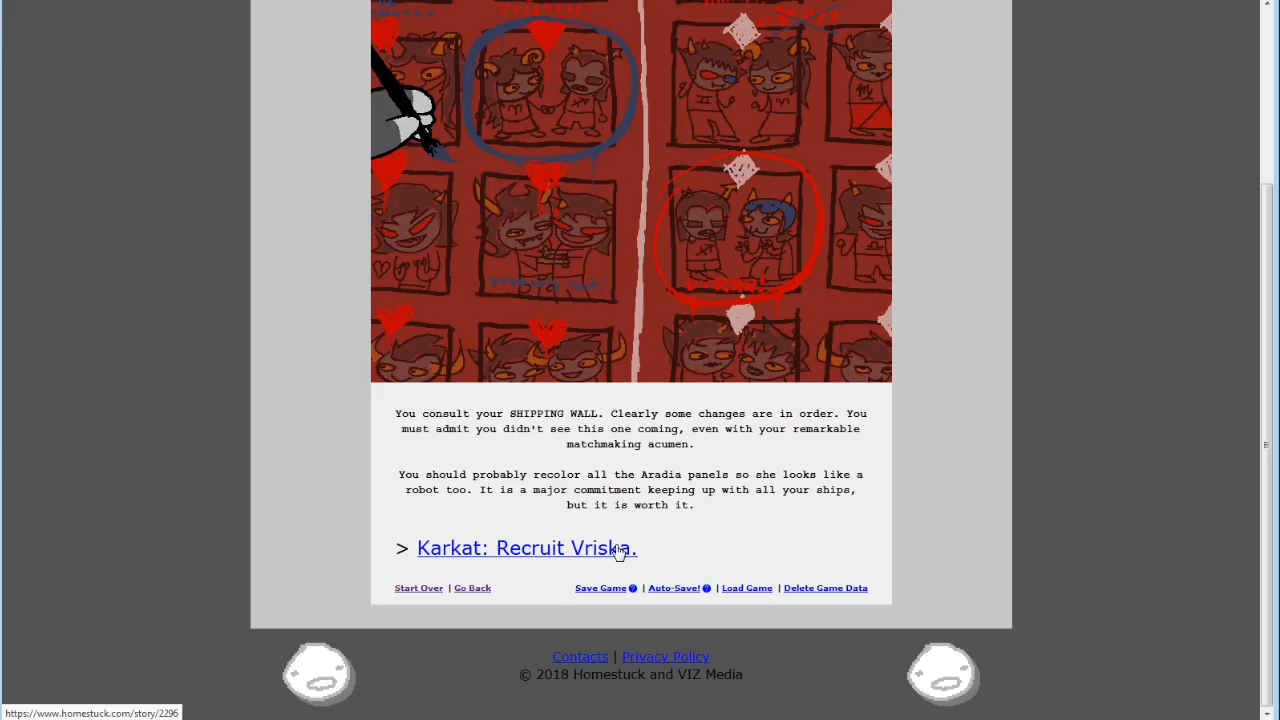 You consult your SHIPPING WALL. Clearly some changes are in order. You
must admit you didn't see this one coming, even with your remarkable
matchmaking acumen.
You should probably recolor all the Aradia panels so she looks like a
robot too. It is a major commitment keeping up with all your ships,
but it is worth it.
> Karkat: Recruit Vriska.
Start Over | Go Back Save Game ? | Auto-Save! ? | Load Game | Delete Game Data
Contacts | Privacy Policy
© 2018 Homestuck and VIZ Media
https://www.homestuck.com/story/2296